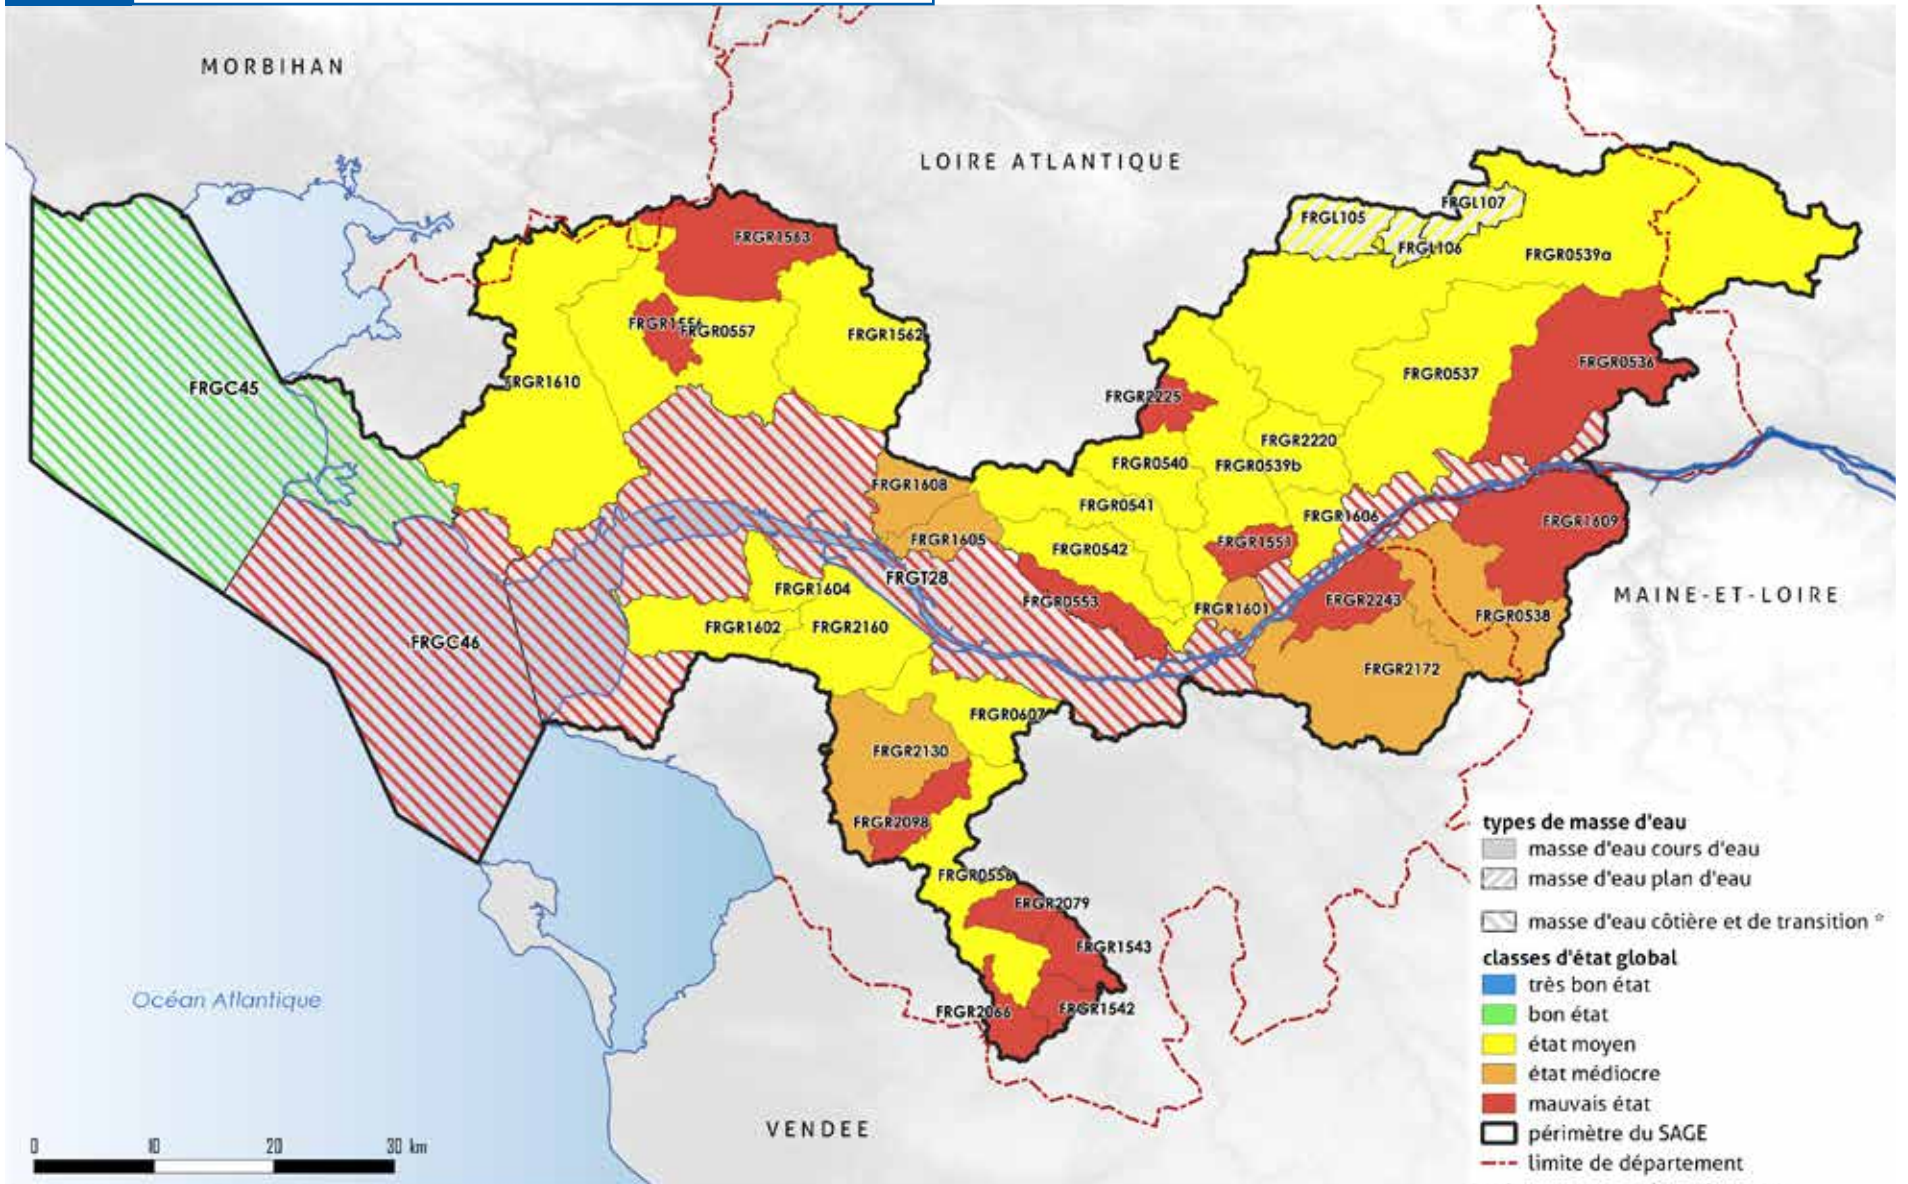 MORBIHAN
LOIRE ATLANTIQUE
FRGL107
FRGL105
FRGL106
FRGR1563
FRGR0539a
FRGR0557
FRGR1562
FRGR0536
FRGR0537
FRGR1610
FRGC45
FRGR2225
FRGR2220
FRGR0540
FRGR0539b
FRGR1608
FRGR0541
FRGR1606
FRGR1609
FRGR1605
FRGR0542
FRGR1551
FRGT28
FRGR1604
FRGR0553
FRGR1601
FRGR2243
FRGR0538
MAINE-ET-LOIRE
FRGR1602
FRGR2160
FRGC46
FRGR2172
FRGR0607
FRGR2130
FRGR2098
FRGR0556
FRGR2079
FRGR1543
FRGR2066
FRGR1542
Océan Atlantique
VENDEE
0 10 20 30 km
types de masse d'eau
masse d'eau cours d'eau
masse d'eau plan d'eau
masse d'eau côtière et de transition *
classes d'état global
très bon état
bon état
état moyen
état médiocre
mauvais état
périmètre du SAGE
limite de département